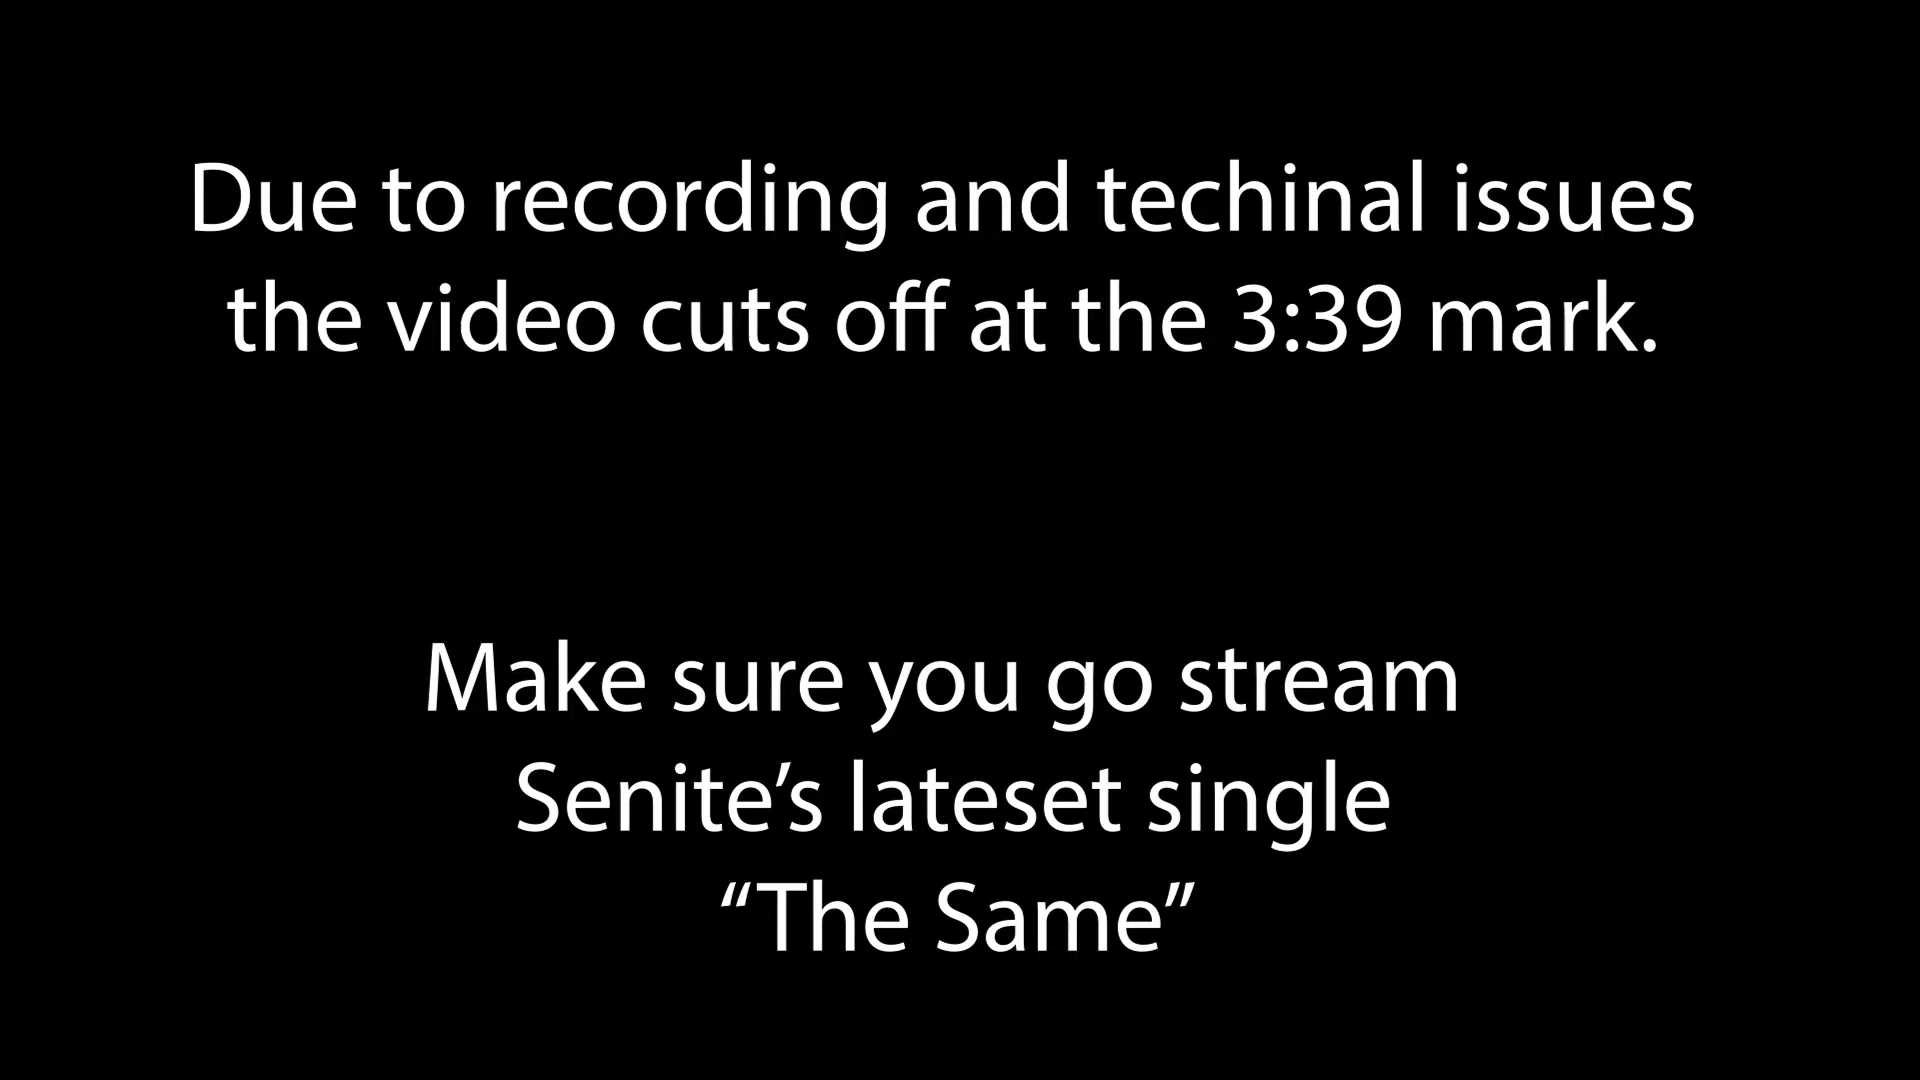 Due to recording and techinal issues
the video cuts off at the 3:39 mark.
Make sure you go stream
Senite’s lateset single
“The Same”